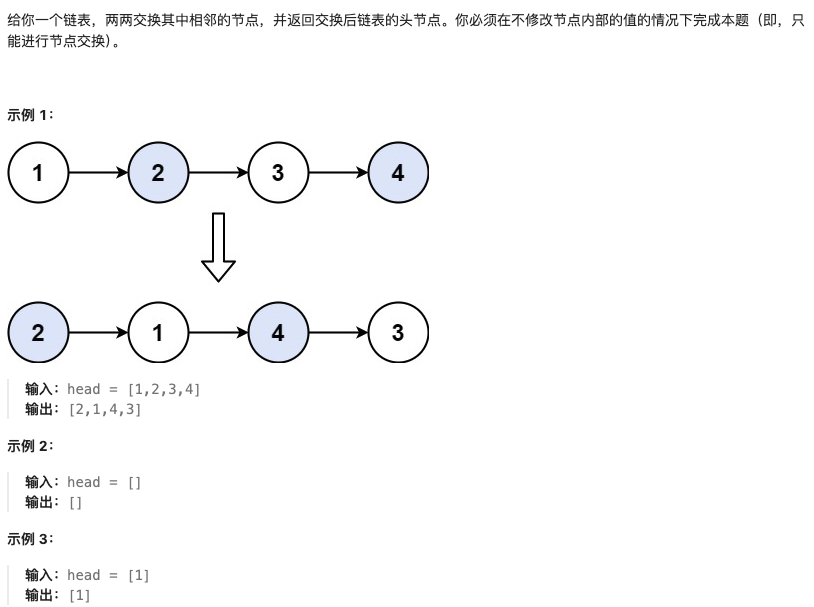 给你一个链表，两两交换其中相邻的节点，并返回交换后链表的头节点。你必须在不修改节点内部的值的情况下完成本题（即，只
能进行节点交换）。
示例 1：
1 2 3 4
2 1 4 3
输入：head = [1,2,3,4]
输出：[2,1,4,3]
示例 2：
输入：head = []
输出：[]
示例 3：
输入：head = [1]
输出：[1]